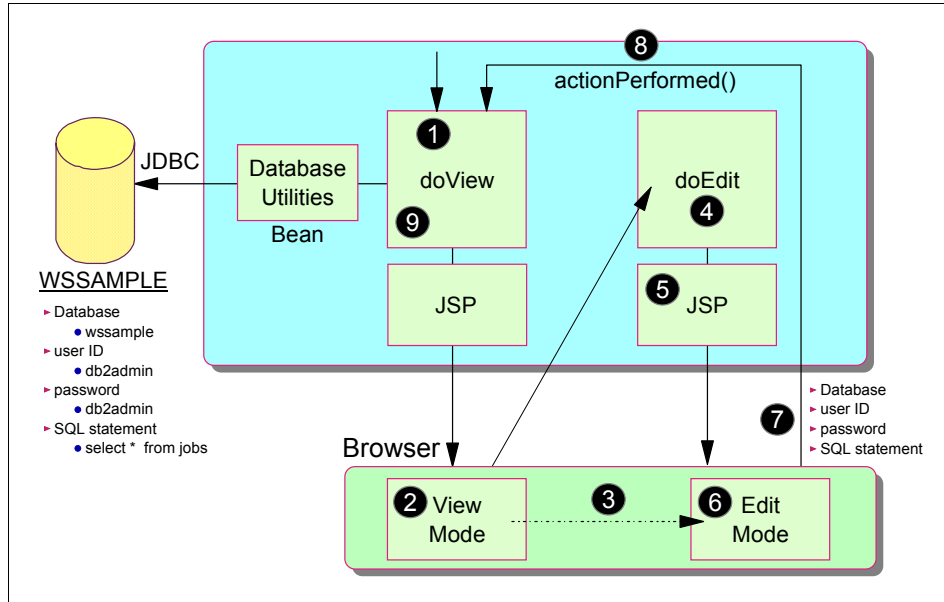 8
actionPerformed()
1
doView
9
doEdit
4
JDBC
Database
Utilities
Bean
JSP
5
JSP
WSSAMPLE
Database
wssample
user ID
db2admin
password
db2admin
SQL statement
select * from jobs
7
Database
user ID
password
SQL statement
Browser
2
View
Mode
3
6
Edit
Mode